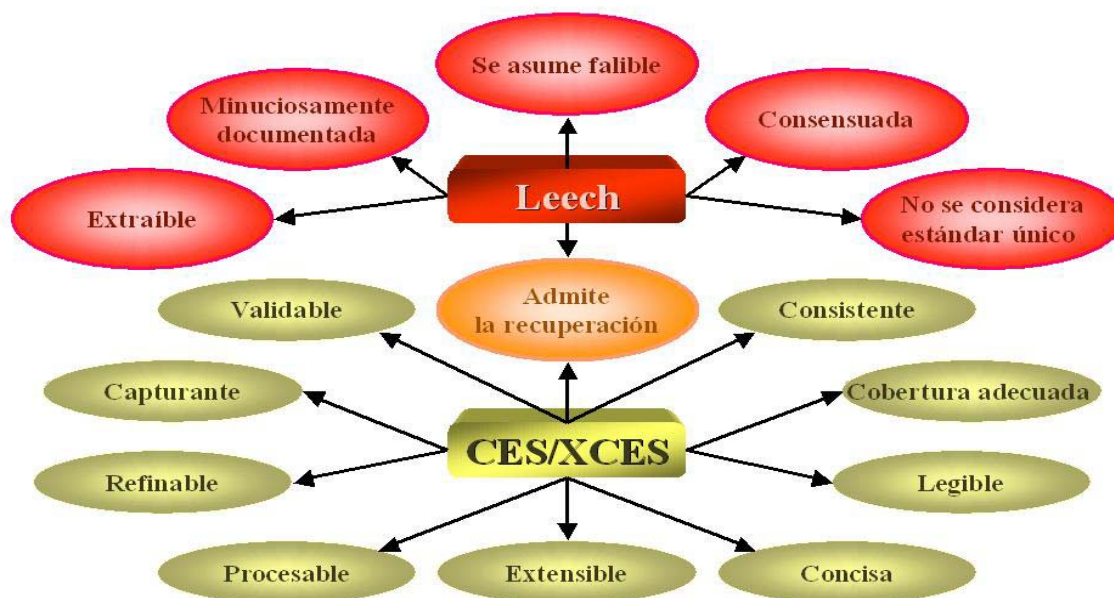 Se asume falible
Minuciosamente
documentada
Consensuada
Leech
Extraíble
No se considera
estándar único
Validable
Admite
la recuperación
Consistente
Capturante
Cobertura adecuada
CES/XCES
Refinable
Legible
Procesable
Extensible
Concisa